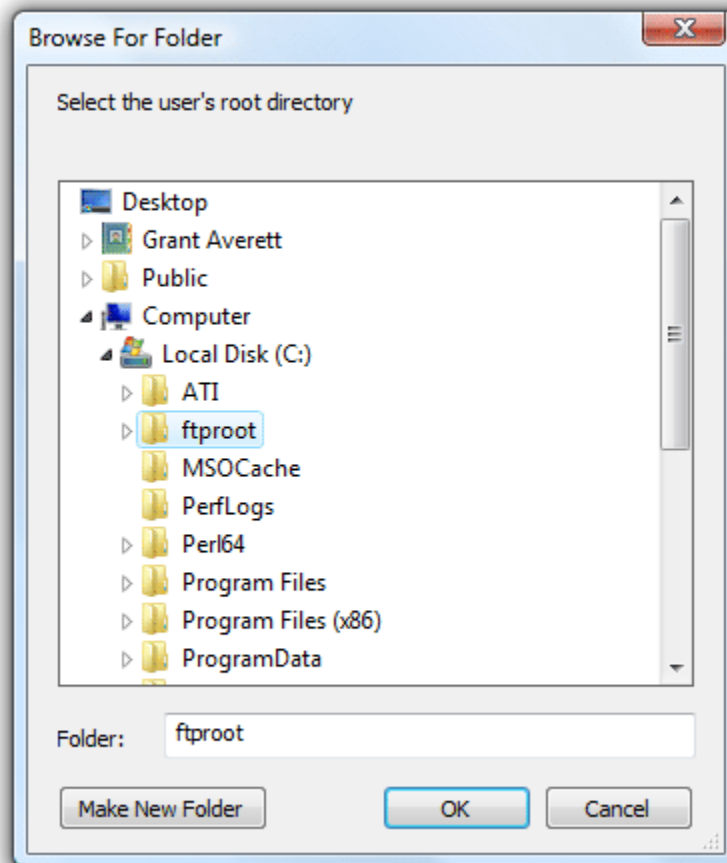 Browse For Folder
Select the user's root directory
Desktop
Grant Averett
Public
Computer
Local Disk (C:)
ATI
ftproot
MSOCache
PerfLogs
Perl64
Program Files
Program Files (x86)
ProgramData
Folder: ftproot
Make New Folder OK Cancel